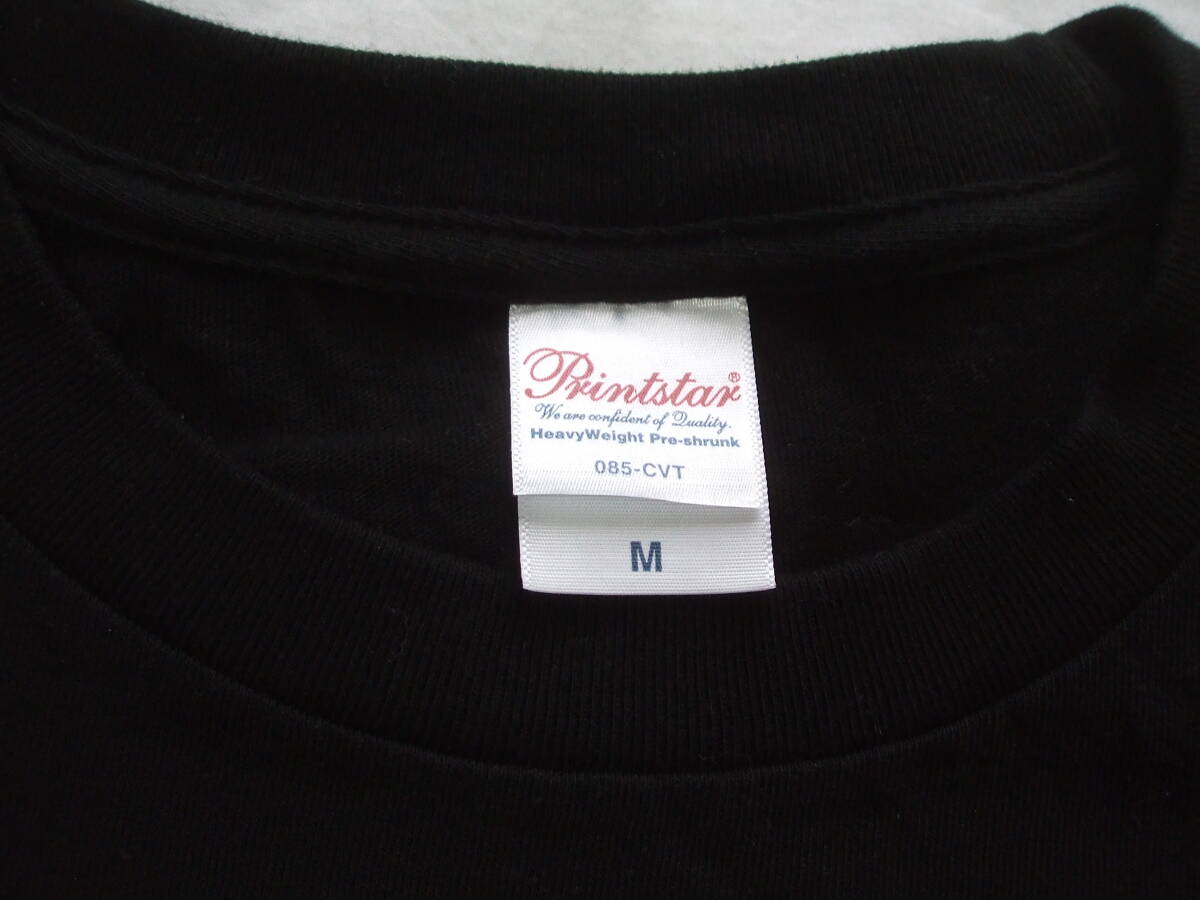 Printstar®
We are confident of Quality.
HeavyWeight Pre-shrunk
085-CVT
M